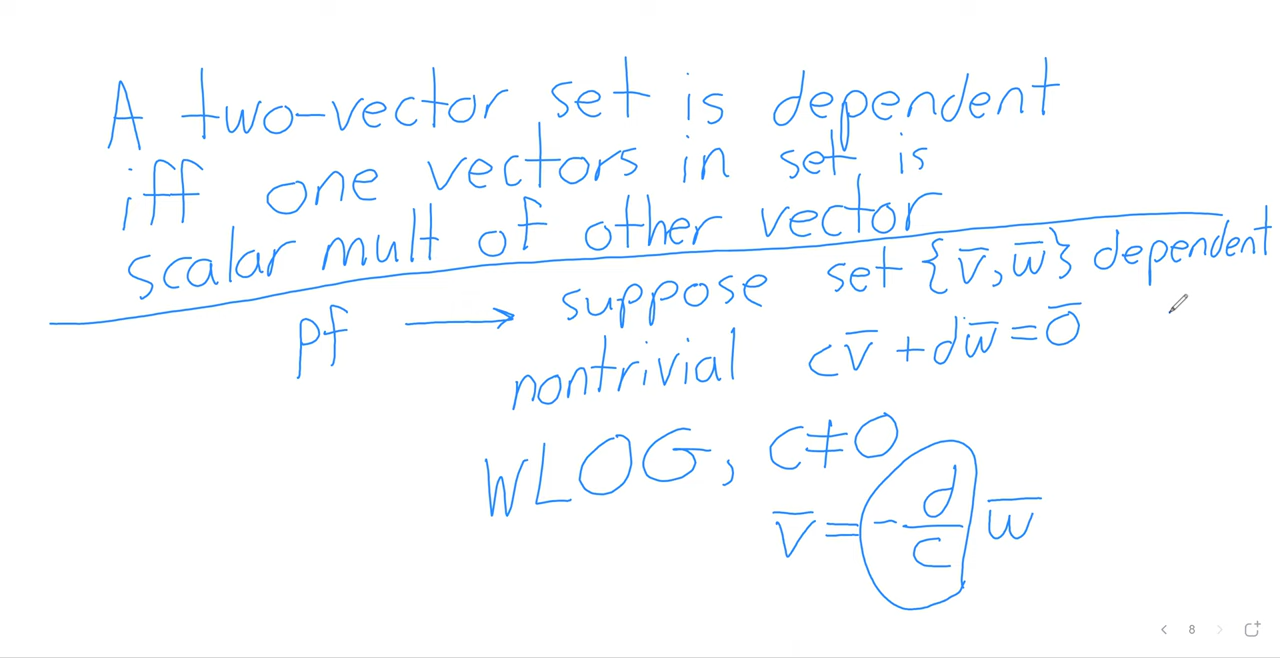 A two-vector set is dependent
iff one vectors in set is
scalar mult of other vector
pf → suppose set {v̅, w̅} dependent
nontrivial cv̅ + dw̅ = 0̅
WLOG, c ≠ 0
v̅ = -d/c w̅
8